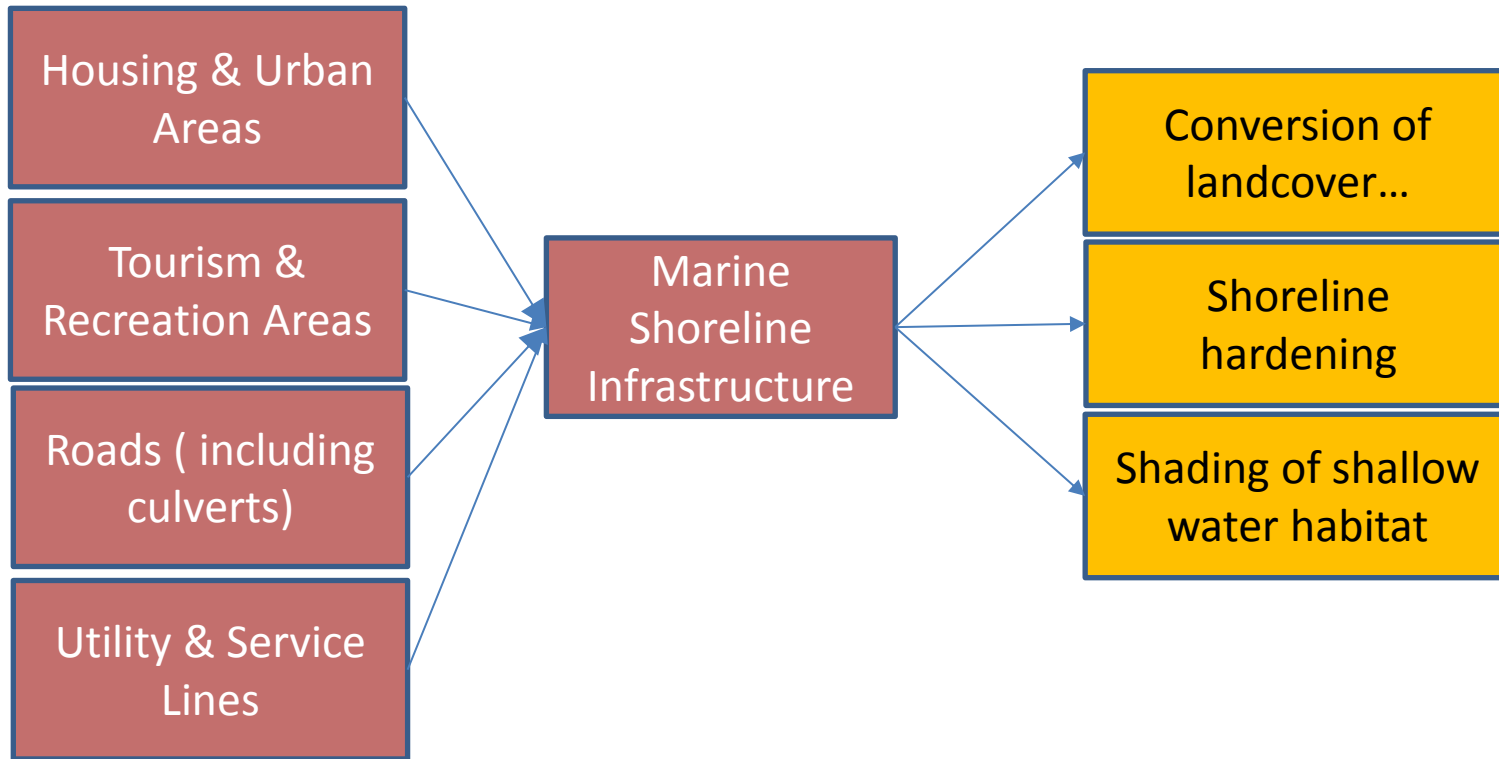 Housing & Urban
Areas
Tourism &
Recreation Areas
Roads ( including
culverts)
Utility & Service
Lines
Marine
Shoreline
Infrastructure
Conversion of
landcover…
Shoreline
hardening
Shading of shallow
water habitat